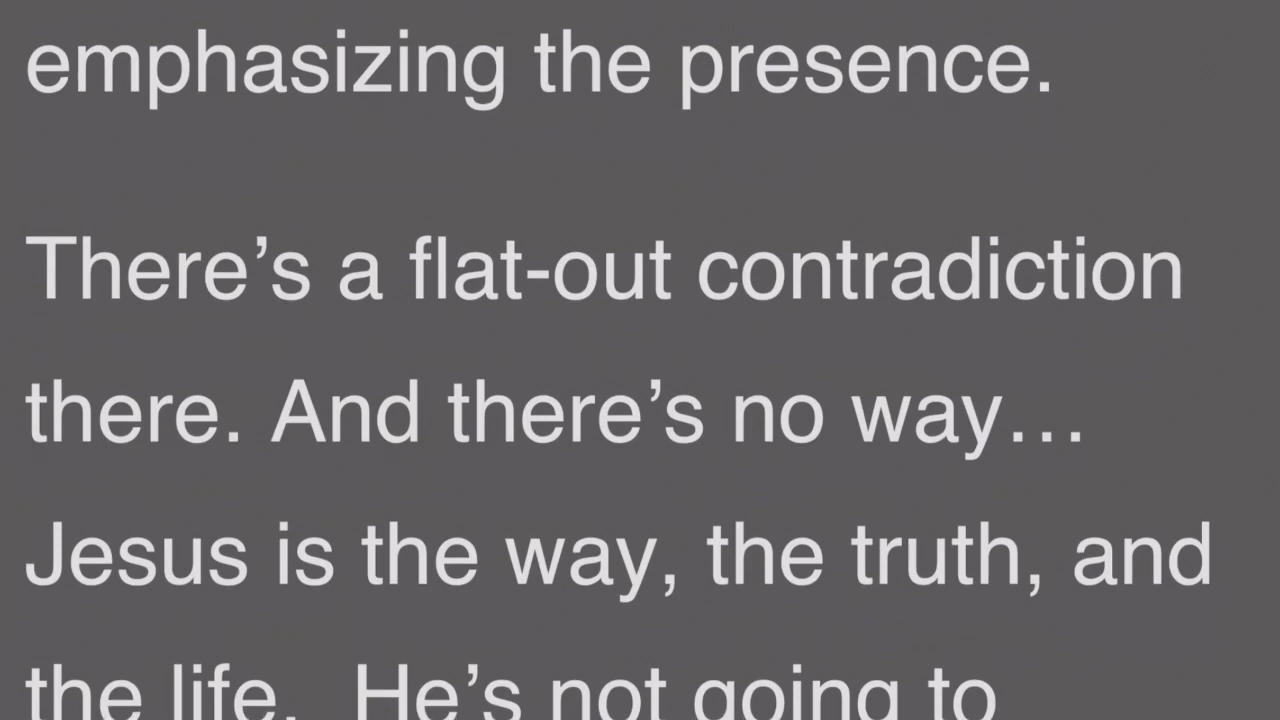 emphasizing the presence.
There’s a flat-out contradiction
there. And there’s no way…
Jesus is the way, the truth, and
the life.  He’s not going to